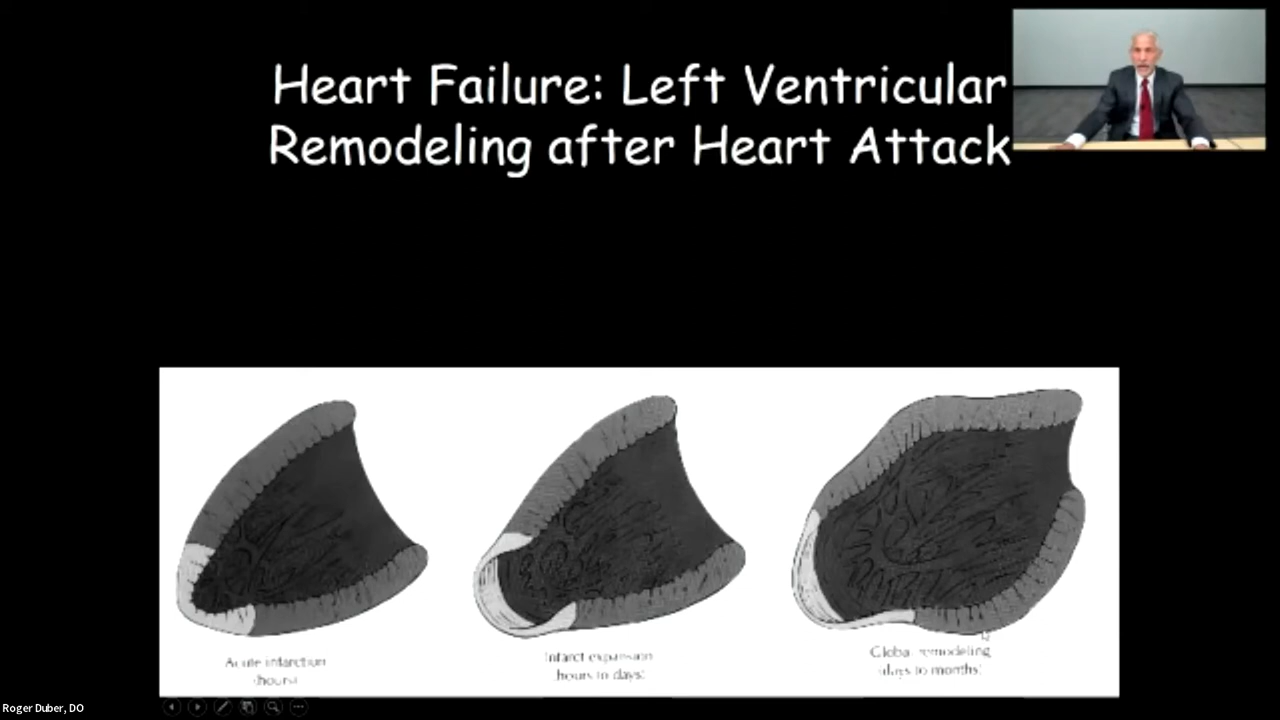 Heart Failure: Left Ventricular
Remodeling after Heart Attack
Acute infarction
(hours)
Infarct expansion
(hours to days)
Global remodeling
(days to months)
Roger Duber, DO